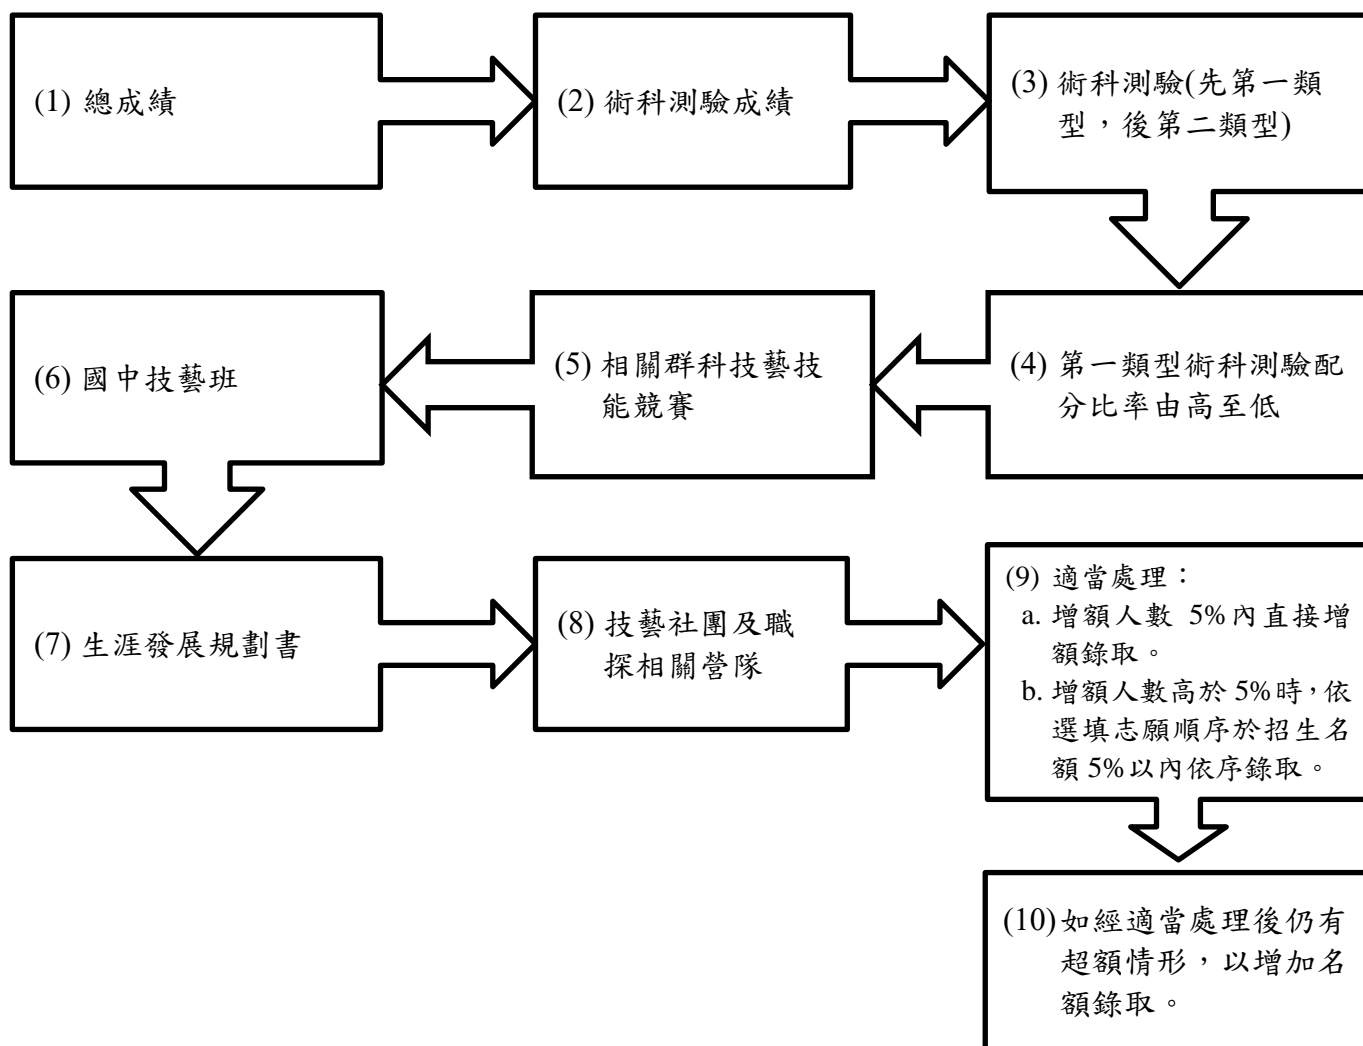 (1) 總成績
(2) 術科測驗成績
(3) 術科測驗(先第一類
型，後第二類型)
(4) 第一類型術科測驗配
分比率由高至低
(5) 相關群科技藝技
能競賽
(6) 國中技藝班
(7) 生涯發展規劃書
(8) 技藝社團及職
探相關營隊
(9) 適當處理：
a. 增額人數 5%內直接增
額錄取。
b. 增額人數高於 5%時，依
選填志願順序於招生名
額 5%以內依序錄取。
(10) 如經適當處理後仍有
超額情形，以增加名
額錄取。